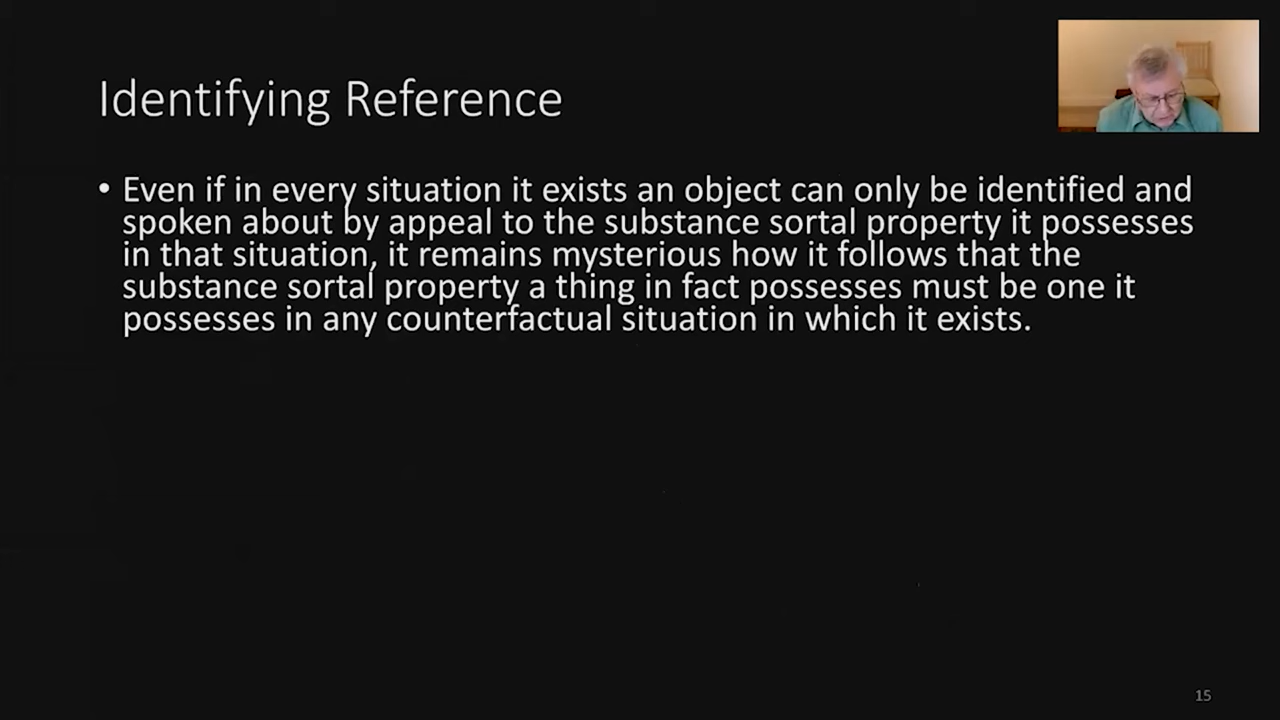 Identifying Reference
• Even if in every situation it exists an object can only be identified and
spoken about by appeal to the substance sortal property it possesses
in that situation, it remains mysterious how it follows that the
substance sortal property a thing in fact possesses must be one it
possesses in any counterfactual situation in which it exists.
15